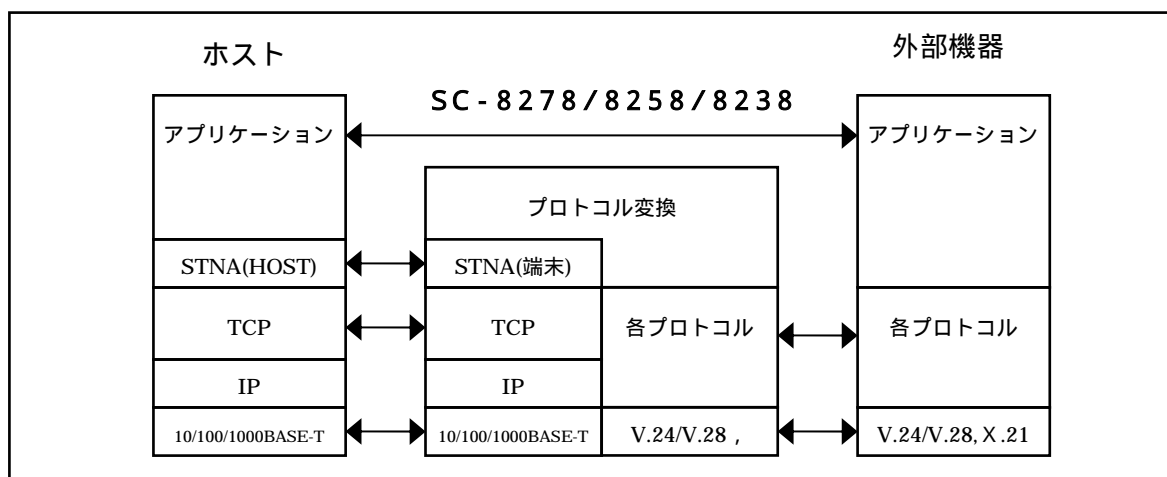 ホスト
外部機器
SC-8278/8258/8238
アプリケーション
アプリケーション
プロトコル変換
STNA(HOST)
STNA(端末)
TCP
TCP
各プロトコル
各プロトコル
IP
IP
10/100/1000BASE-T
10/100/1000BASE-T
V.24/V.28 ,
V.24/V.28, X.21